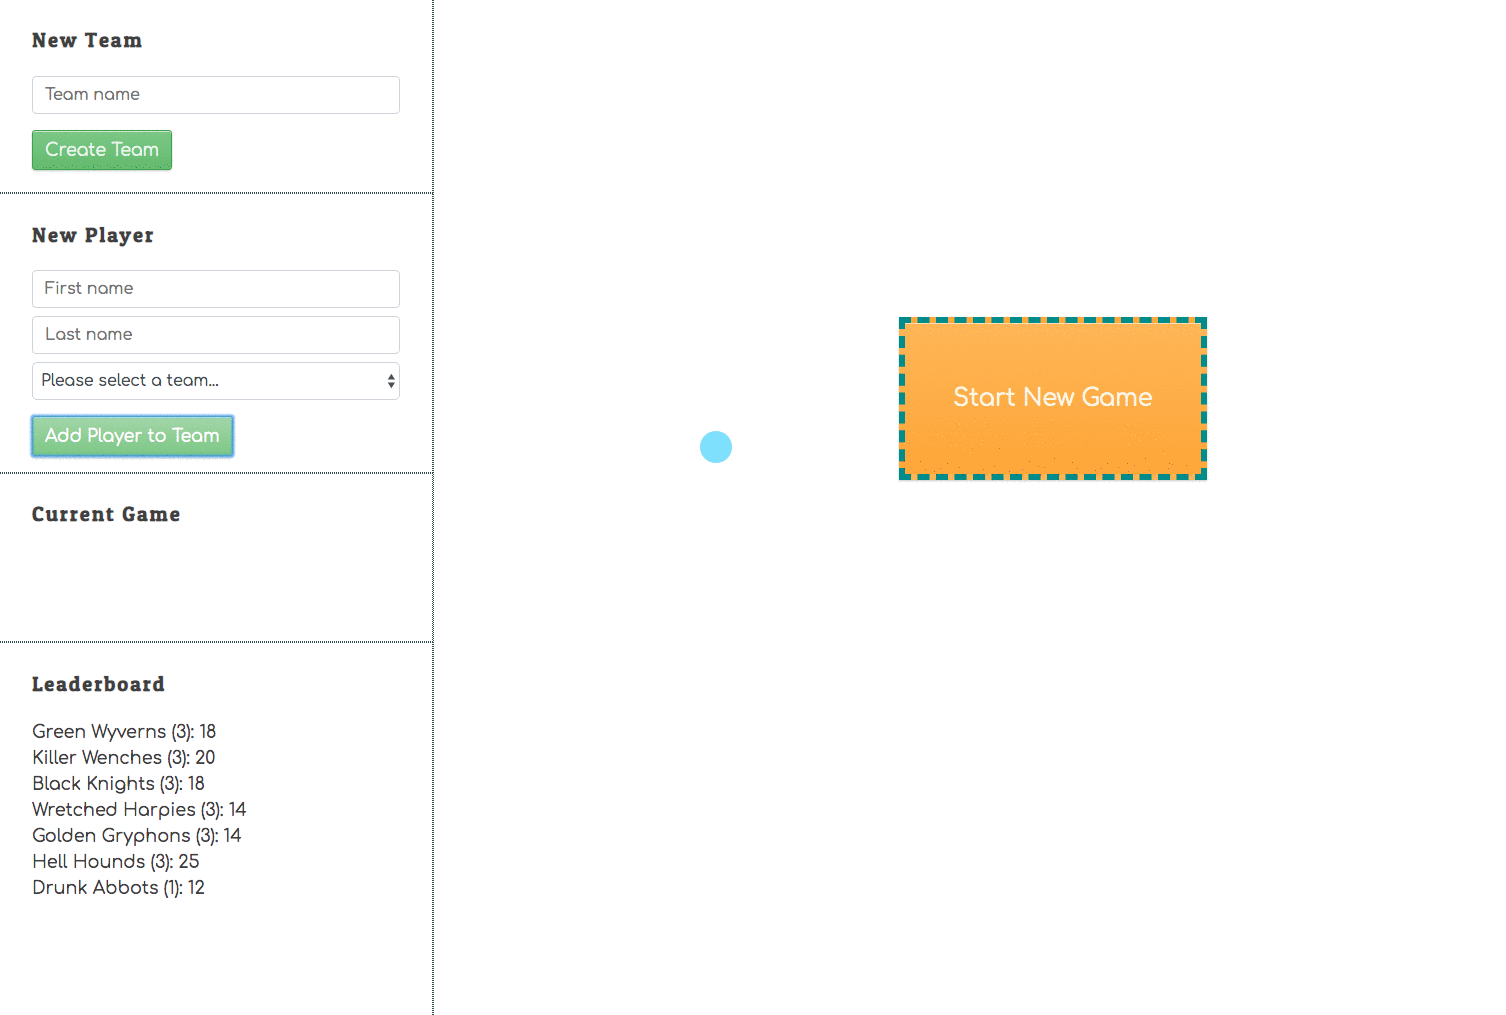 New Team
Team name
Create Team
New Player
First name
Last name
Please select a team...
Add Player to Team
Start New Game
Current Game
Leaderboard
Green Wyverns (3): 18
Killer Wenches (3): 20
Black Knights (3): 18
Wretched Harpies (3): 14
Golden Gryphons (3): 14
Hell Hounds (3): 25
Drunk Abbots (1): 12